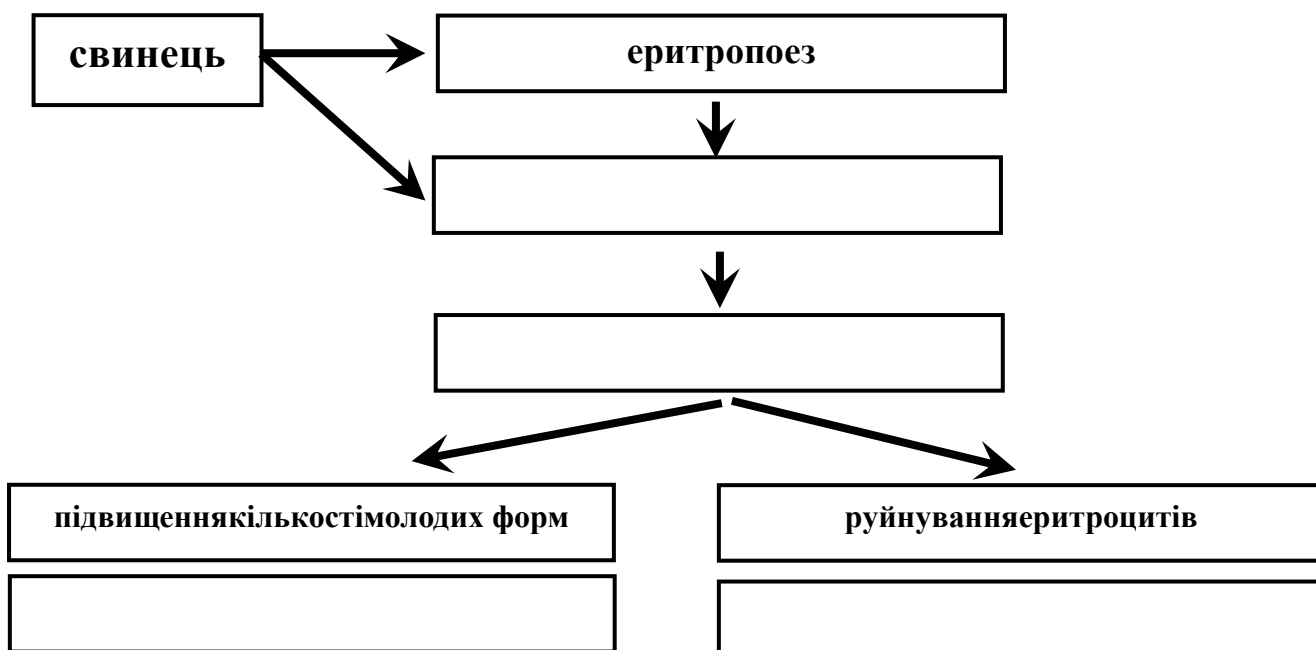 свинець
еритропоез
підвищеннякількостімолодих форм
руйнуванняеритроцитів